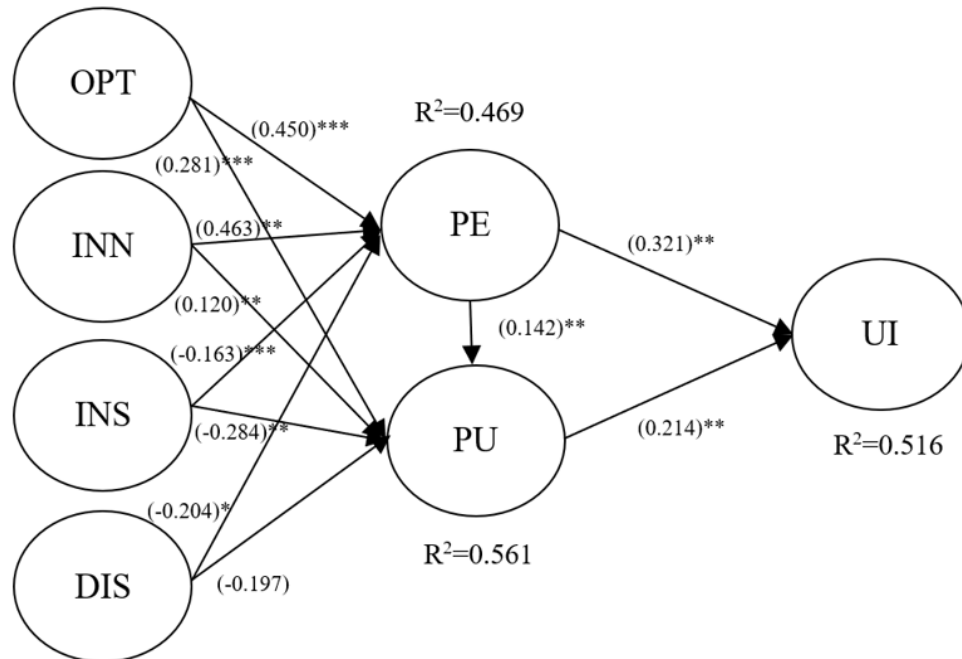 OPT
R²=0.469
(0.450)***
(0.281)***
PE
INN
(0.463)**
(0.321)**
(0.120)**
(0.142)**
UI
(-0.163)***
INS
(-0.284)**
PU
(0.214)**
R²=0.516
(-0.204)*
R²=0.561
DIS
(-0.197)